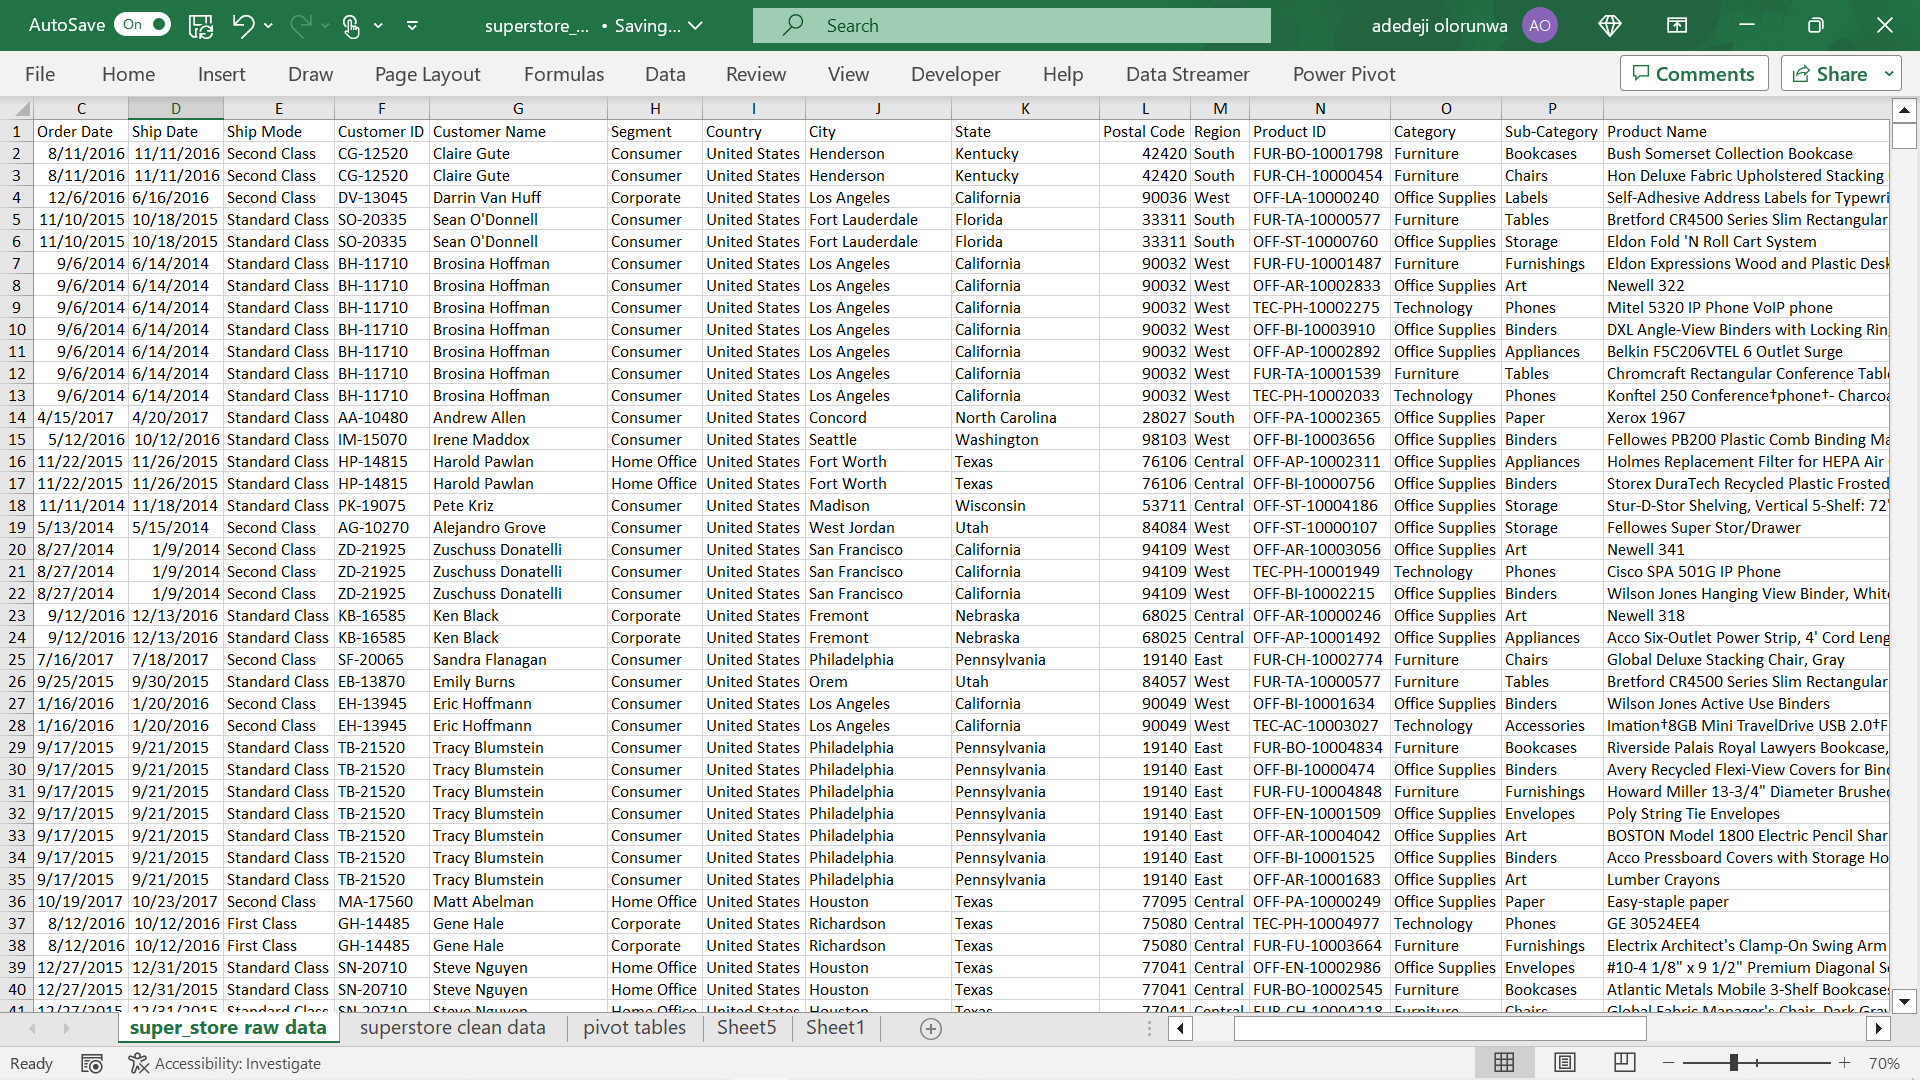 AutoSave On superstore_... • Saving... Search adedeji olorunwa AO
File Home Insert Draw Page Layout Formulas Data Review View Developer Help Data Streamer Power Pivot Comments Share
C D E F G H I J K L M N O P
1 Order Date Ship Date Ship Mode Customer ID Customer Name Segment Country City State Postal Code Region Product ID Category Sub-Category Product Name
2 8/11/2016 11/11/2016 Second Class CG-12520 Claire Gute Consumer United States Henderson Kentucky 42420 South FUR-BO-10001798 Furniture Bookcases Bush Somerset Collection Bookcase
3 8/11/2016 11/11/2016 Second Class CG-12520 Claire Gute Consumer United States Henderson Kentucky 42420 South FUR-CH-10000454 Furniture Chairs Hon Deluxe Fabric Upholstered Stacking
4 12/6/2016 6/16/2016 Second Class DV-13045 Darrin Van Huff Corporate United States Los Angeles California 90036 West OFF-LA-10000240 Office Supplies Labels Self-Adhesive Address Labels for Typewri
5 11/10/2015 10/18/2015 Standard Class SO-20335 Sean O'Donnell Consumer United States Fort Lauderdale Florida 33311 South FUR-TA-10000577 Furniture Tables Bretford CR4500 Series Slim Rectangular
6 11/10/2015 10/18/2015 Standard Class SO-20335 Sean O'Donnell Consumer United States Fort Lauderdale Florida 33311 South OFF-ST-10000760 Office Supplies Storage Eldon Fold 'N Roll Cart System
7 9/6/2014 6/14/2014 Standard Class BH-11710 Brosina Hoffman Consumer United States Los Angeles California 90032 West FUR-FU-10001487 Furniture Furnishings Eldon Expressions Wood and Plastic Desk
8 9/6/2014 6/14/2014 Standard Class BH-11710 Brosina Hoffman Consumer United States Los Angeles California 90032 West OFF-AR-10002833 Office Supplies Art Newell 322
9 9/6/2014 6/14/2014 Standard Class BH-11710 Brosina Hoffman Consumer United States Los Angeles California 90032 West TEC-PH-10002275 Technology Phones Mitel 5320 IP Phone VoIP phone
10 9/6/2014 6/14/2014 Standard Class BH-11710 Brosina Hoffman Consumer United States Los Angeles California 90032 West OFF-BI-10003910 Office Supplies Binders DXL Angle-View Binders with Locking Rin
11 9/6/2014 6/14/2014 Standard Class BH-11710 Brosina Hoffman Consumer United States Los Angeles California 90032 West OFF-AP-10002892 Office Supplies Appliances Belkin F5C206VTEL 6 Outlet Surge
12 9/6/2014 6/14/2014 Standard Class BH-11710 Brosina Hoffman Consumer United States Los Angeles California 90032 West FUR-TA-10001539 Furniture Tables Chromcraft Rectangular Conference Tabl
13 9/6/2014 6/14/2014 Standard Class BH-11710 Brosina Hoffman Consumer United States Los Angeles California 90032 West TEC-PH-10002033 Technology Phones Konftel 250 Conference†phone†- Charcoa
14 4/15/2017 4/20/2017 Standard Class AA-10480 Andrew Allen Consumer United States Concord North Carolina 28027 South OFF-PA-10002365 Office Supplies Paper Xerox 1967
15 5/12/2016 10/12/2016 Standard Class IM-15070 Irene Maddox Consumer United States Seattle Washington 98103 West OFF-BI-10003656 Office Supplies Binders Fellowes PB200 Plastic Comb Binding Ma
16 11/22/2015 11/26/2015 Standard Class HP-14815 Harold Pawlan Home Office United States Fort Worth Texas 76106 Central OFF-AP-10002311 Office Supplies Appliances Holmes Replacement Filter for HEPA Air
17 11/22/2015 11/26/2015 Standard Class HP-14815 Harold Pawlan Home Office United States Fort Worth Texas 76106 Central OFF-BI-10000756 Office Supplies Binders Storex DuraTech Recycled Plastic Frosted
18 11/11/2014 11/18/2014 Standard Class PK-19075 Pete Kriz Consumer United States Madison Wisconsin 53711 Central OFF-ST-10004186 Office Supplies Storage Stur-D-Stor Shelving, Vertical 5-Shelf: 72"
19 5/13/2014 5/15/2014 Second Class AG-10270 Alejandro Grove Consumer United States West Jordan Utah 84084 West OFF-ST-10000107 Office Supplies Storage Fellowes Super Stor/Drawer
20 8/27/2014 1/9/2014 Second Class ZD-21925 Zuschuss Donatelli Consumer United States San Francisco California 94109 West OFF-AR-10003056 Office Supplies Art Newell 341
21 8/27/2014 1/9/2014 Second Class ZD-21925 Zuschuss Donatelli Consumer United States San Francisco California 94109 West TEC-PH-10001949 Technology Phones Cisco SPA 501G IP Phone
22 8/27/2014 1/9/2014 Second Class ZD-21925 Zuschuss Donatelli Consumer United States San Francisco California 94109 West OFF-BI-10002215 Office Supplies Binders Wilson Jones Hanging View Binder, Whit
23 9/12/2016 12/13/2016 Standard Class KB-16585 Ken Black Corporate United States Fremont Nebraska 68025 Central OFF-AR-10000246 Office Supplies Art Newell 318
24 9/12/2016 12/13/2016 Standard Class KB-16585 Ken Black Corporate United States Fremont Nebraska 68025 Central OFF-AP-10001492 Office Supplies Appliances Acco Six-Outlet Power Strip, 4' Cord Leng
25 7/16/2017 7/18/2017 Second Class SF-20065 Sandra Flanagan Consumer United States Philadelphia Pennsylvania 19140 East FUR-CH-10002774 Furniture Chairs Global Deluxe Stacking Chair, Gray
26 9/25/2015 9/30/2015 Standard Class EB-13870 Emily Burns Consumer United States Orem Utah 84057 West FUR-TA-10000577 Furniture Tables Bretford CR4500 Series Slim Rectangular
27 1/16/2016 1/20/2016 Second Class EH-13945 Eric Hoffmann Consumer United States Los Angeles California 90049 West OFF-BI-10001634 Office Supplies Binders Wilson Jones Active Use Binders
28 1/16/2016 1/20/2016 Second Class EH-13945 Eric Hoffmann Consumer United States Los Angeles California 90049 West TEC-AC-10003027 Technology Accessories Imation†8GB Mini TravelDrive USB 2.0†F
29 9/17/2015 9/21/2015 Standard Class TB-21520 Tracy Blumstein Consumer United States Philadelphia Pennsylvania 19140 East FUR-BO-10004834 Furniture Bookcases Riverside Palais Royal Lawyers Bookcase,
30 9/17/2015 9/21/2015 Standard Class TB-21520 Tracy Blumstein Consumer United States Philadelphia Pennsylvania 19140 East OFF-BI-10000474 Office Supplies Binders Avery Recycled Flexi-View Covers for Bin
31 9/17/2015 9/21/2015 Standard Class TB-21520 Tracy Blumstein Consumer United States Philadelphia Pennsylvania 19140 East FUR-FU-10004848 Furniture Furnishings Howard Miller 13-3/4" Diameter Brushe
32 9/17/2015 9/21/2015 Standard Class TB-21520 Tracy Blumstein Consumer United States Philadelphia Pennsylvania 19140 East OFF-EN-10001509 Office Supplies Envelopes Poly String Tie Envelopes
33 9/17/2015 9/21/2015 Standard Class TB-21520 Tracy Blumstein Consumer United States Philadelphia Pennsylvania 19140 East OFF-AR-10004042 Office Supplies Art BOSTON Model 1800 Electric Pencil Shar
34 9/17/2015 9/21/2015 Standard Class TB-21520 Tracy Blumstein Consumer United States Philadelphia Pennsylvania 19140 East OFF-BI-10001525 Office Supplies Binders Acco Pressboard Covers with Storage Ho
35 9/17/2015 9/21/2015 Standard Class TB-21520 Tracy Blumstein Consumer United States Philadelphia Pennsylvania 19140 East OFF-AR-10001683 Office Supplies Art Lumber Crayons
36 10/19/2017 10/23/2017 Second Class MA-17560 Matt Abelman Home Office United States Houston Texas 77095 Central OFF-PA-10000249 Office Supplies Paper Easy-staple paper
37 8/12/2016 10/12/2016 First Class GH-14485 Gene Hale Corporate United States Richardson Texas 75080 Central TEC-PH-10004977 Technology Phones GE 30524EE4
38 8/12/2016 10/12/2016 First Class GH-14485 Gene Hale Corporate United States Richardson Texas 75080 Central FUR-FU-10003664 Furniture Furnishings Electrix Architect's Clamp-On Swing Arm
39 12/27/2015 12/31/2015 Standard Class SN-20710 Steve Nguyen Home Office United States Houston Texas 77041 Central OFF-EN-10002986 Office Supplies Envelopes #10-4 1/8" x 9 1/2" Premium Diagonal S
40 12/27/2015 12/31/2015 Standard Class SN-20710 Steve Nguyen Home Office United States Houston Texas 77041 Central FUR-BO-10002545 Furniture Bookcases Atlantic Metals Mobile 3-Shelf Bookcase
41 12/27/2015 12/31/2015 Standard Class SN-20710 Steve Nguyen Home Office United States Houston Texas 77041 Central FUR-CH-10004218 Furniture Chairs Global Fabric Manager's Chair, Dark Gra
super_store raw data superstore clean data pivot tables Sheet5 Sheet1
Ready Accessibility: Investigate 70%